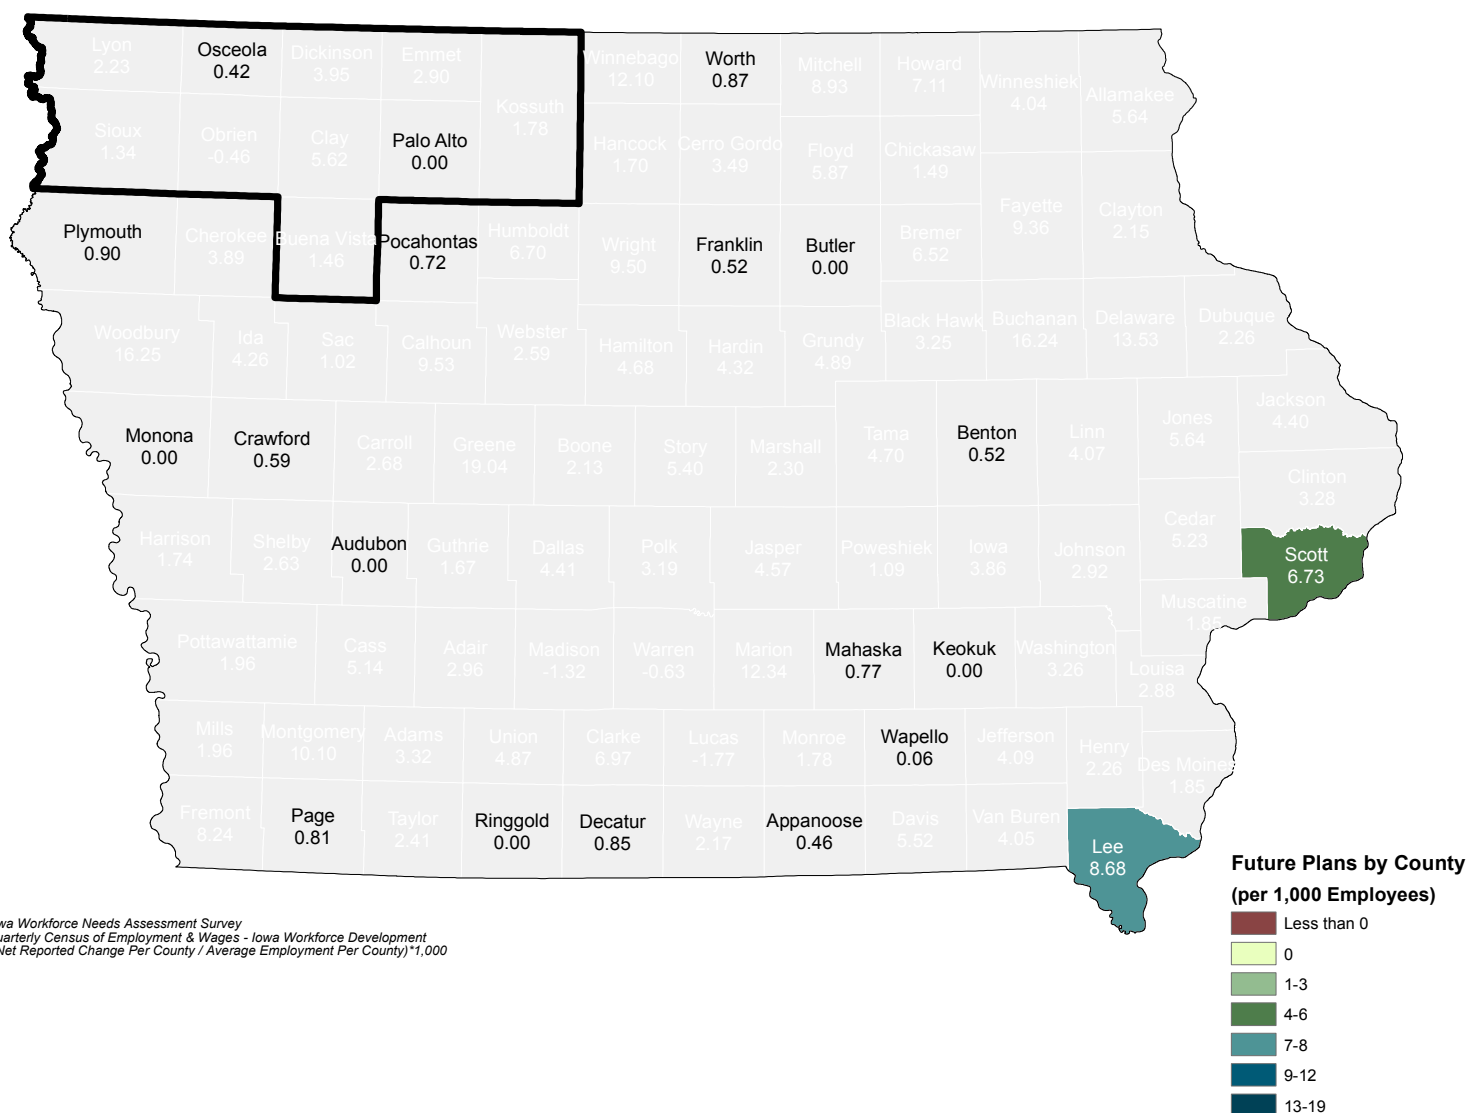 Lyon
2.23
Osceola
0.42
Dickinson
3.95
Emmet
2.90
Kossuth
1.78
Winnebago
12.10
Worth
0.87
Mitchell
8.93
Howard
7.11
Winneshiek
4.04
Allamakee
5.64
Sioux
1.34
Obrien
-0.46
Clay
5.62
Palo Alto
0.00
Hancock
1.70
Cerro Gordo
3.49
Floyd
5.87
Chickasaw
1.49
Fayette
9.36
Clayton
2.15
Plymouth
0.90
Cherokee
3.89
Buena Vista
1.46
Pocahontas
0.72
Humboldt
6.70
Wright
9.50
Franklin
0.52
Butler
0.00
Bremer
6.52
Woodbury
16.25
Ida
4.26
Sac
1.02
Calhoun
9.53
Webster
2.59
Hamilton
4.68
Hardin
4.32
Grundy
4.89
Black Hawk
3.25
Buchanan
16.24
Delaware
13.53
Dubuque
2.26
Monona
0.00
Crawford
0.59
Carroll
2.68
Greene
19.04
Boone
2.13
Story
5.40
Marshall
2.30
Tama
4.70
Benton
0.52
Linn
4.07
Jones
5.64
Jackson
4.40
Clinton
3.28
Harrison
1.74
Shelby
2.63
Audubon
0.00
Guthrie
1.67
Dallas
4.41
Polk
3.19
Jasper
4.57
Poweshiek
1.09
Iowa
3.86
Johnson
2.92
Cedar
5.23
Scott
6.73
Muscatine
1.85
Pottawattamie
1.96
Cass
5.14
Adair
2.96
Madison
-1.32
Warren
-0.63
Marion
12.34
Mahaska
0.77
Keokuk
0.00
Washington
3.26
Louisa
2.88
Mills
1.96
Montgomery
10.10
Adams
3.32
Union
4.87
Clarke
6.97
Lucas
-1.77
Monroe
1.78
Wapello
0.06
Jefferson
4.09
Henry
2.26
Des Moines
1.85
Fremont
8.24
Page
0.81
Taylor
2.41
Ringgold
0.00
Decatur
0.85
Wayne
2.17
Appanoose
0.46
Davis
5.52
Van Buren
4.05
Lee
8.68
wa Workforce Needs Assessment Survey
uarterly Census of Employment & Wages - Iowa Workforce Development
Net Reported Change Per County / Average Employment Per County)*1,000
Future Plans by County
(per 1,000 Employees)
Less than 0
0
1-3
4-6
7-8
9-12
13-19